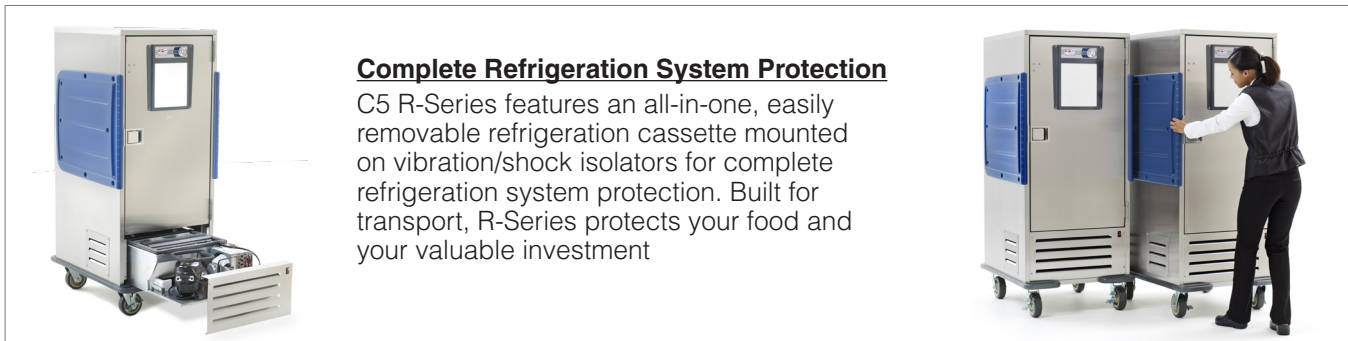 Complete Refrigeration System Protection
C5 R-Series features an all-in-one, easily
removable refrigeration cassette mounted
on vibration/shock isolators for complete
refrigeration system protection. Built for
transport, R-Series protects your food and
your valuable investment